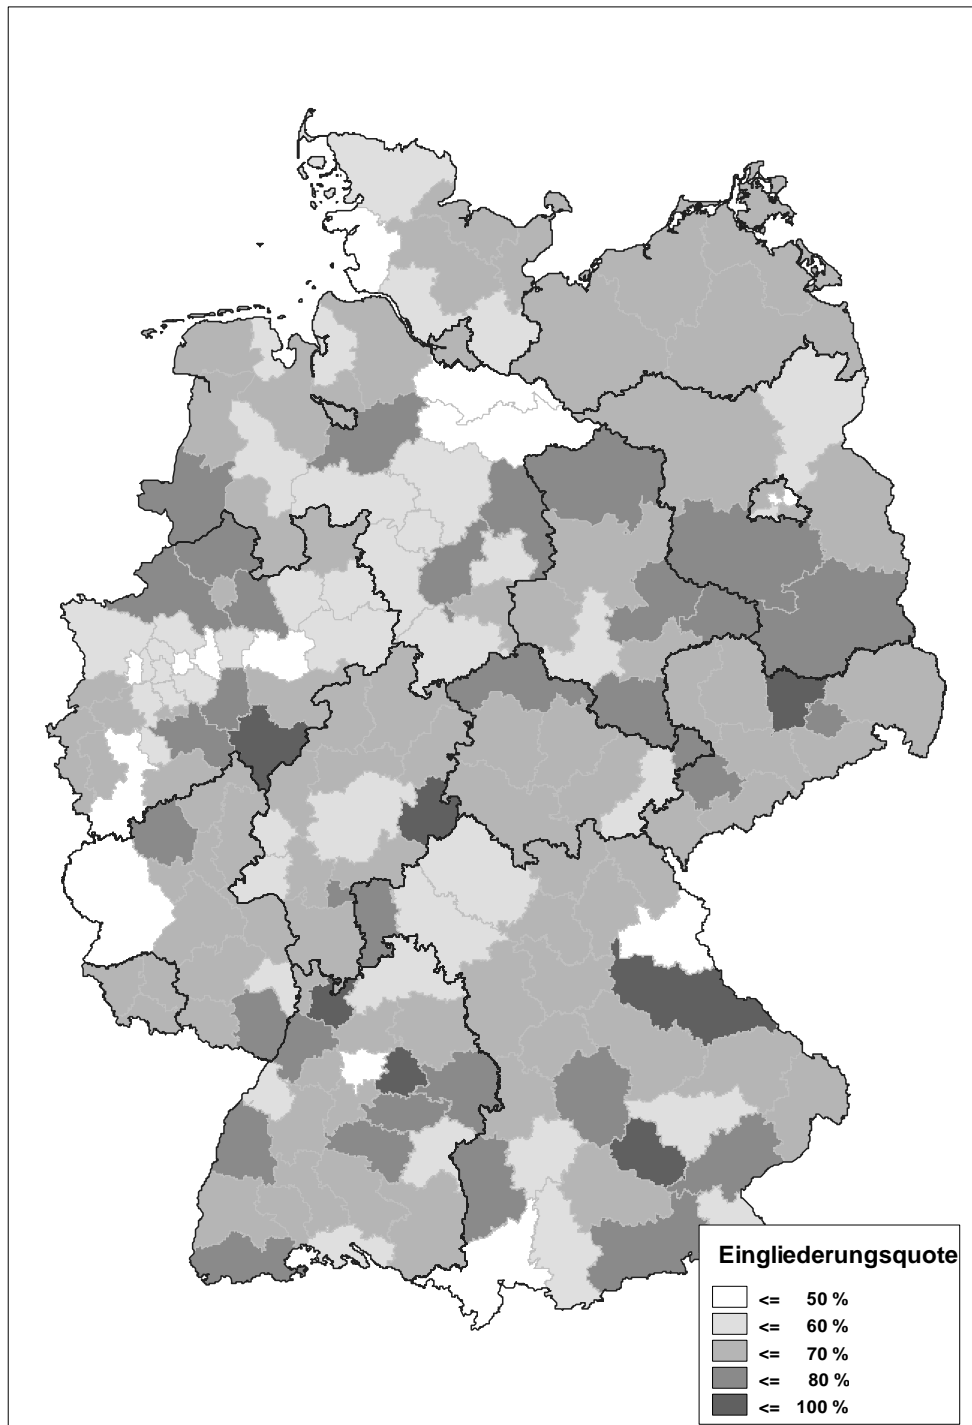 Eingliederungsquote
<= 50 %
<= 60 %
<= 70 %
<= 80 %
<= 100 %